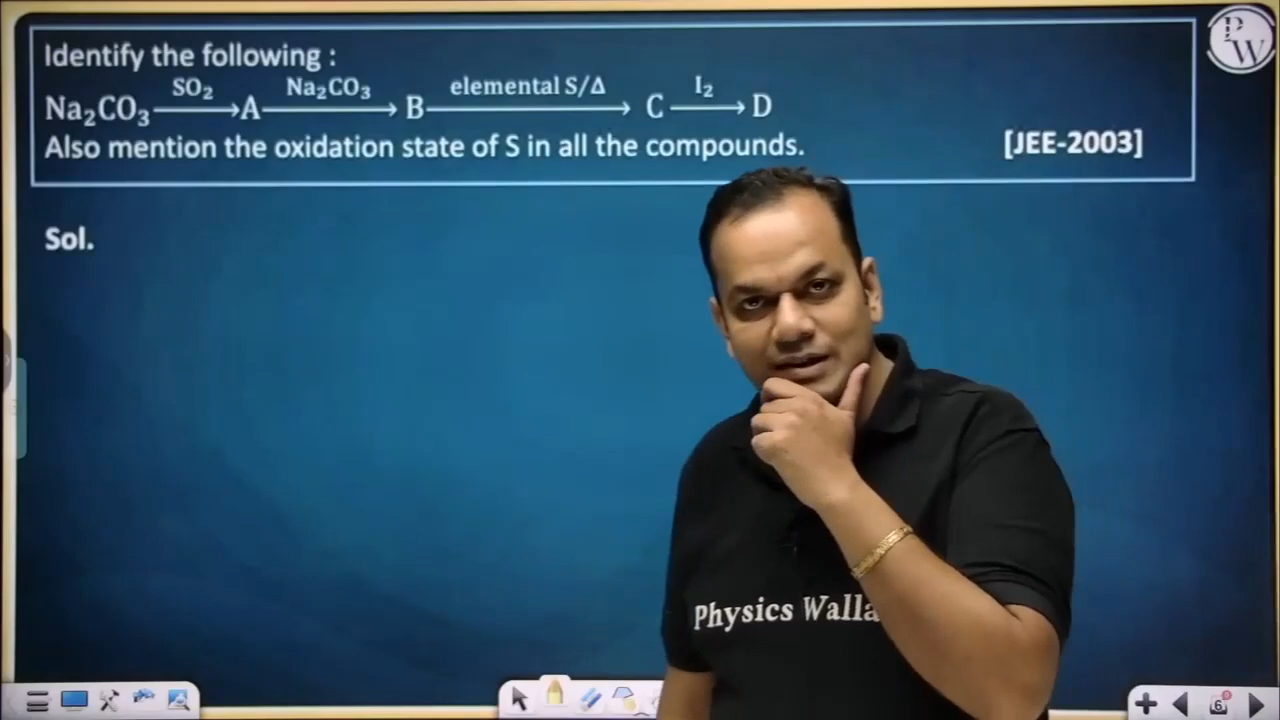 P
W
Identify the following :
Na₂CO₃ —SO₂→ A —Na₂CO₃→ B —elemental S/Δ→ C —I₂→ D
Also mention the oxidation state of S in all the compounds. [JEE-2003]
Sol.
Physics Walla
6